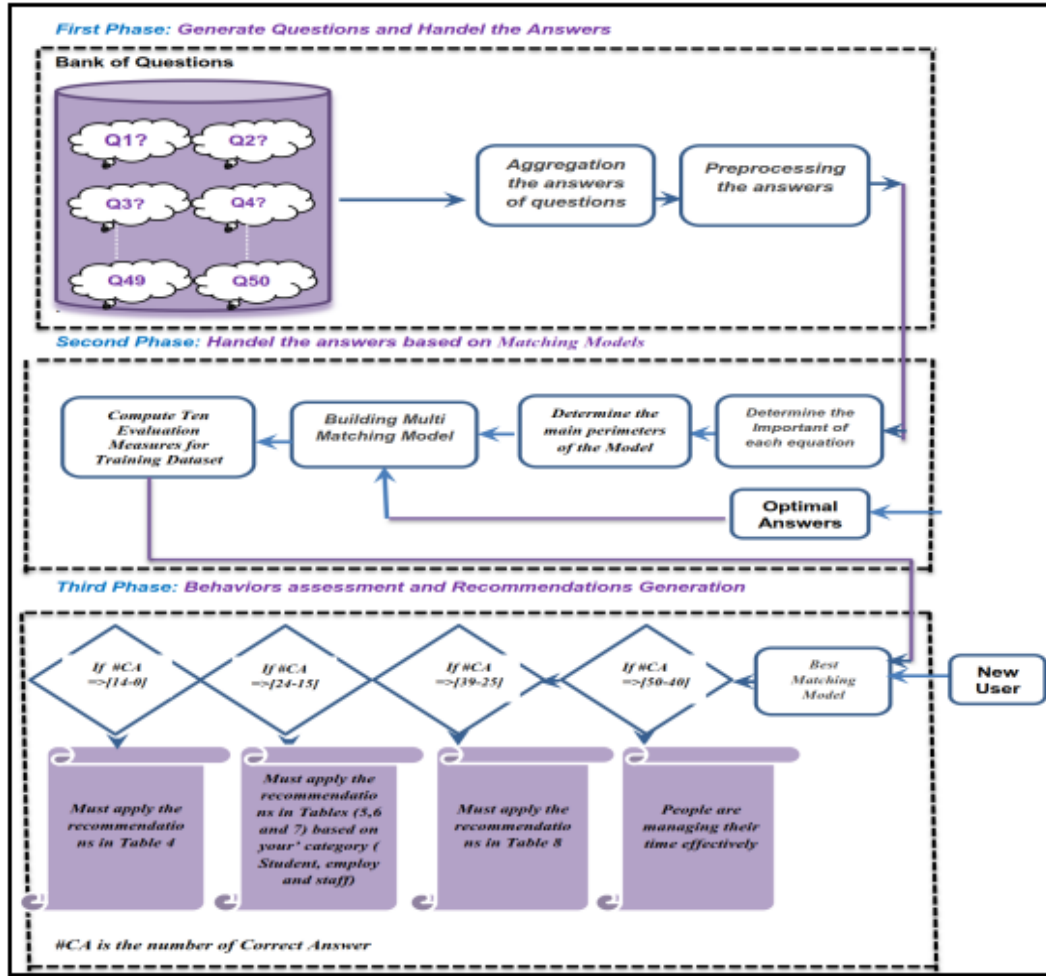 First Phase: Generate Questions and Handel the Answers
Bank of Questions
Q1?
Q2?
Q3?
Q4?
Q49
Q50
Aggregation
the answers
of questions
Preprocessing
the answers
Second Phase: Handel the answers based on Matching Models
Compute Ten
Evaluation
Measures for
Training Dataset
Building Multi
Matching Model
Determine the
main perimeters
of the Model
Determine the
Important of
each equation
Optimal
Answers
Third Phase: Behaviors assessment and Recommendations Generation
If #CA
=>[14-0]
If #CA
=>[24-15]
If #CA
=>[39-25]
If #CA
=>[50-40]
Best
Matching
Model
New
User
Must apply the
recommendatio
ns in Table 4
Must apply the
recommendatio
ns in Tables (5,6
and 7) based on
your' category (
Student, employ
and staff)
Must apply the
recommendatio
ns in Table 8
People are
managing their
time effectively
#CA is the number of Correct Answer